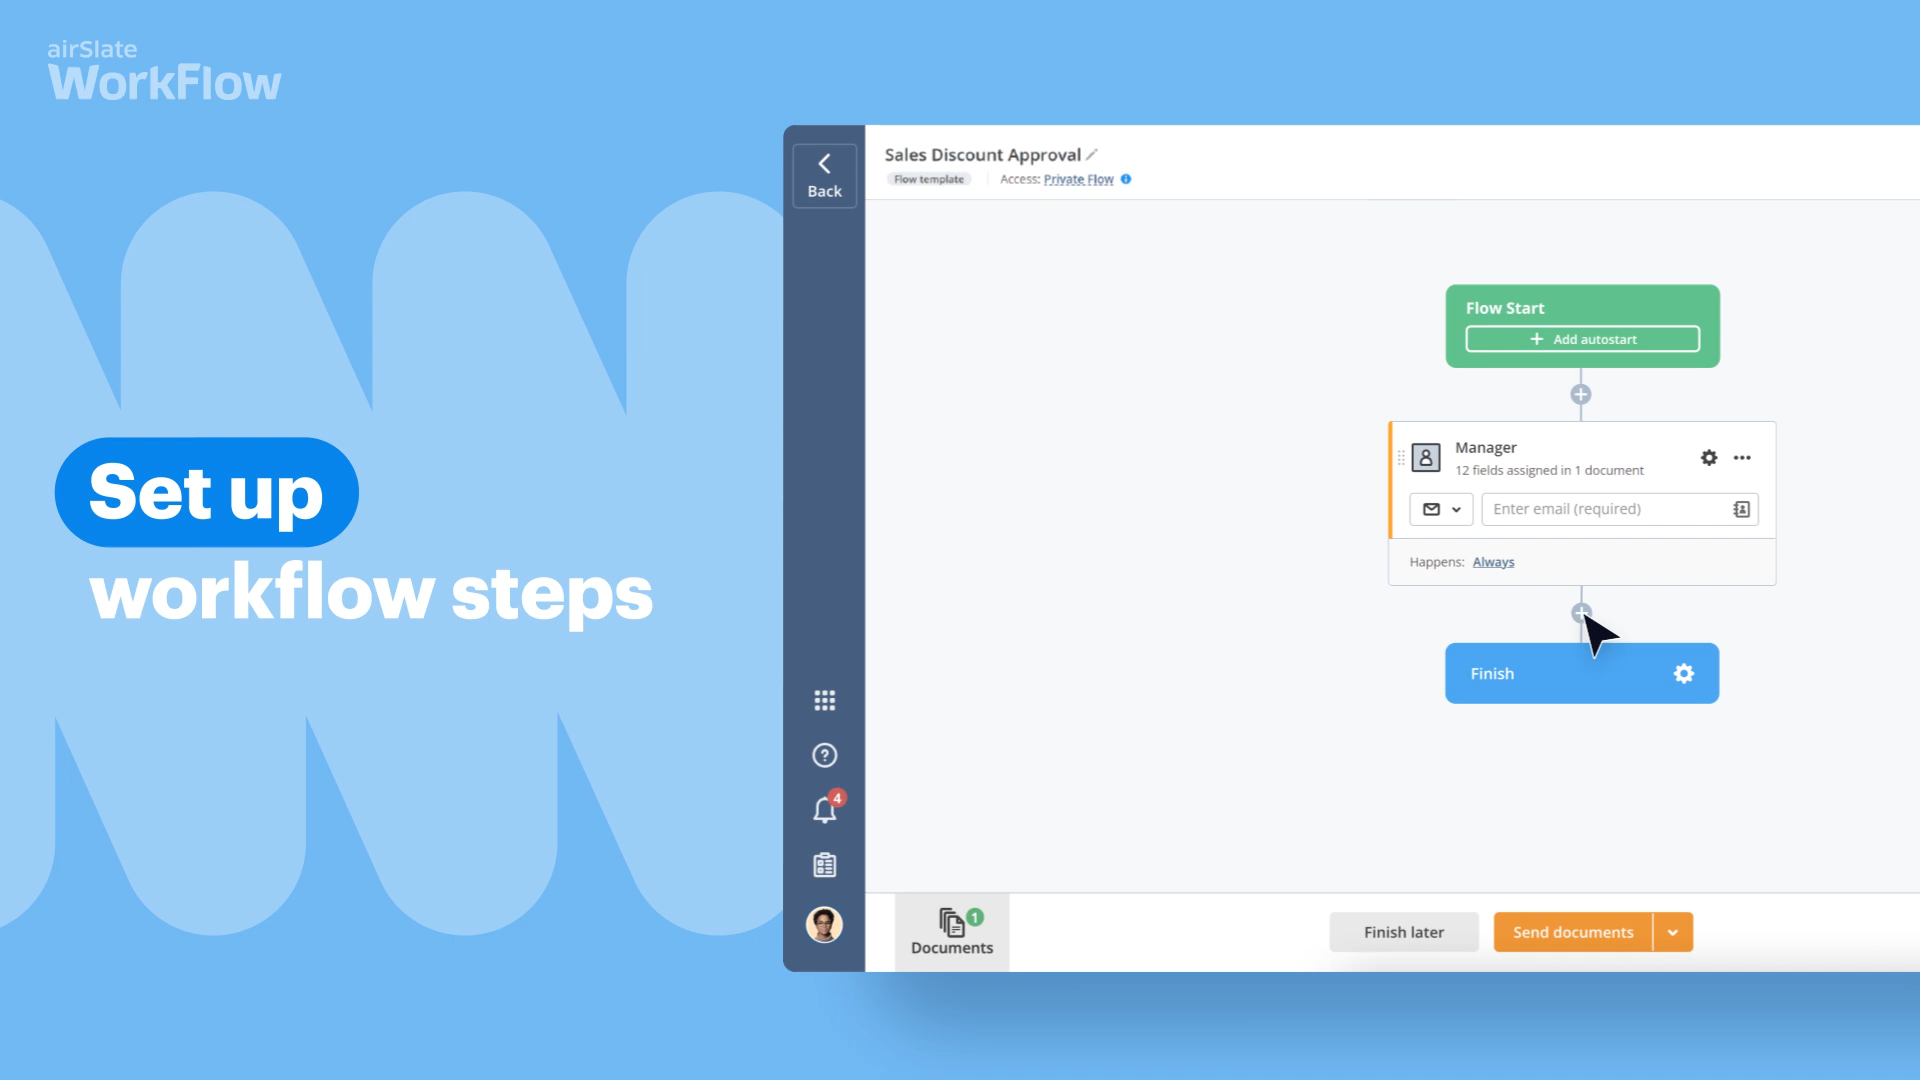 airSlate
WorkFlow
Set up
workflow steps
Back
Sales Discount Approval
Flow template
Access: Private Flow
Flow Start
+ Add autostart
Manager
12 fields assigned in 1 document
Enter email (required)
Happens: Always
Finish
4
1
Documents
Finish later
Send documents